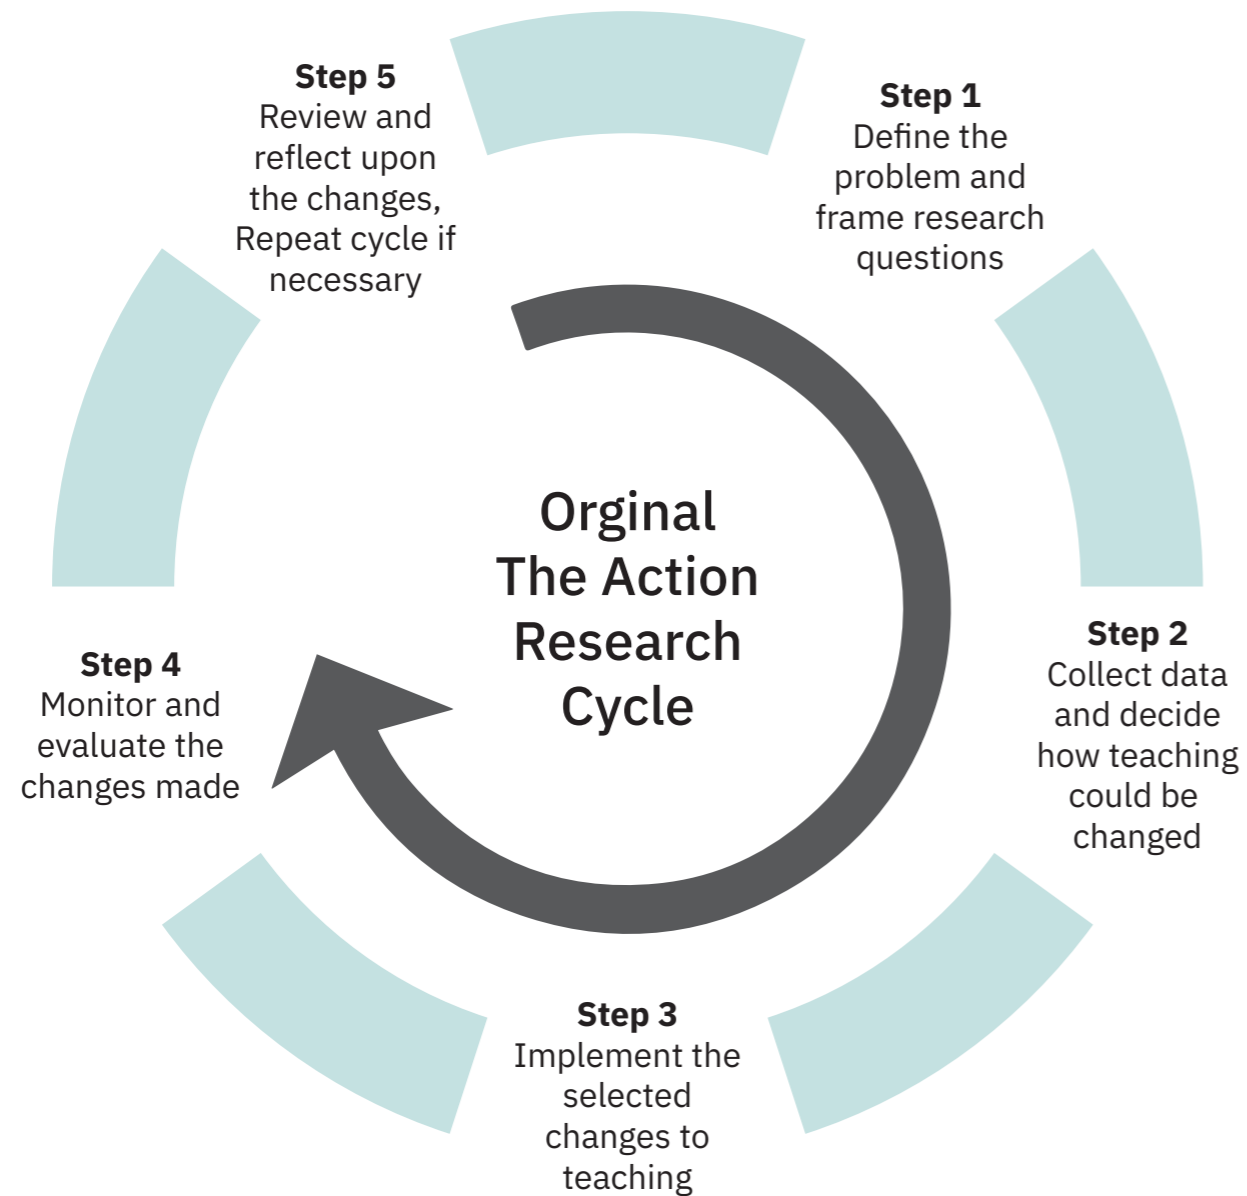 Orginal
The Action
Research
Cycle
Step 1
Define the
problem and
frame research
questions
Step 2
Collect data
and decide
how teaching
could be
changed
Step 3
Implement the
selected
changes to
teaching
Step 4
Monitor and
evaluate the
changes made
Step 5
Review and
reflect upon
the changes,
Repeat cycle if
necessary